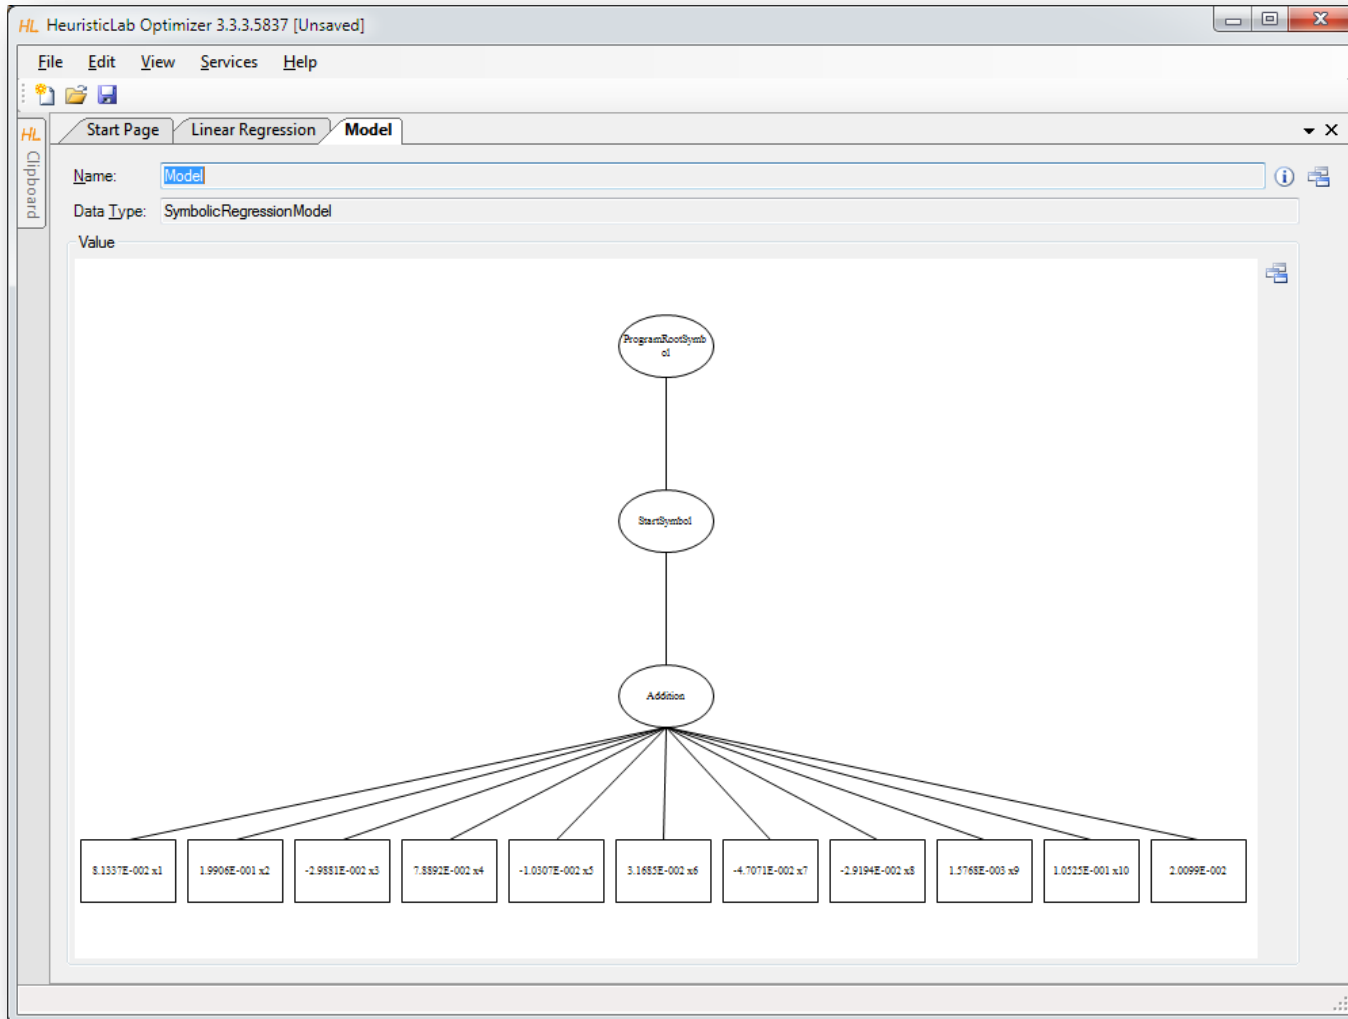 HL HeuristicLab Optimizer 3.3.3.5837 [Unsaved]
File Edit View Services Help
HL Clipboard
Start Page Linear Regression Model
Name: Model
Data Type: SymbolicRegressionModel
Value
ProgramRootSymb
ol
StartSymbol
Addition
8.1337E-002 x1 1.9906E-001 x2 -2.9881E-002 x3 7.8892E-002 x4 -1.0307E-002 x5 3.1685E-002 x6 -4.7071E-002 x7 -2.9194E-002 x8 1.5768E-003 x9 1.0525E-001 x10 2.0099E-002